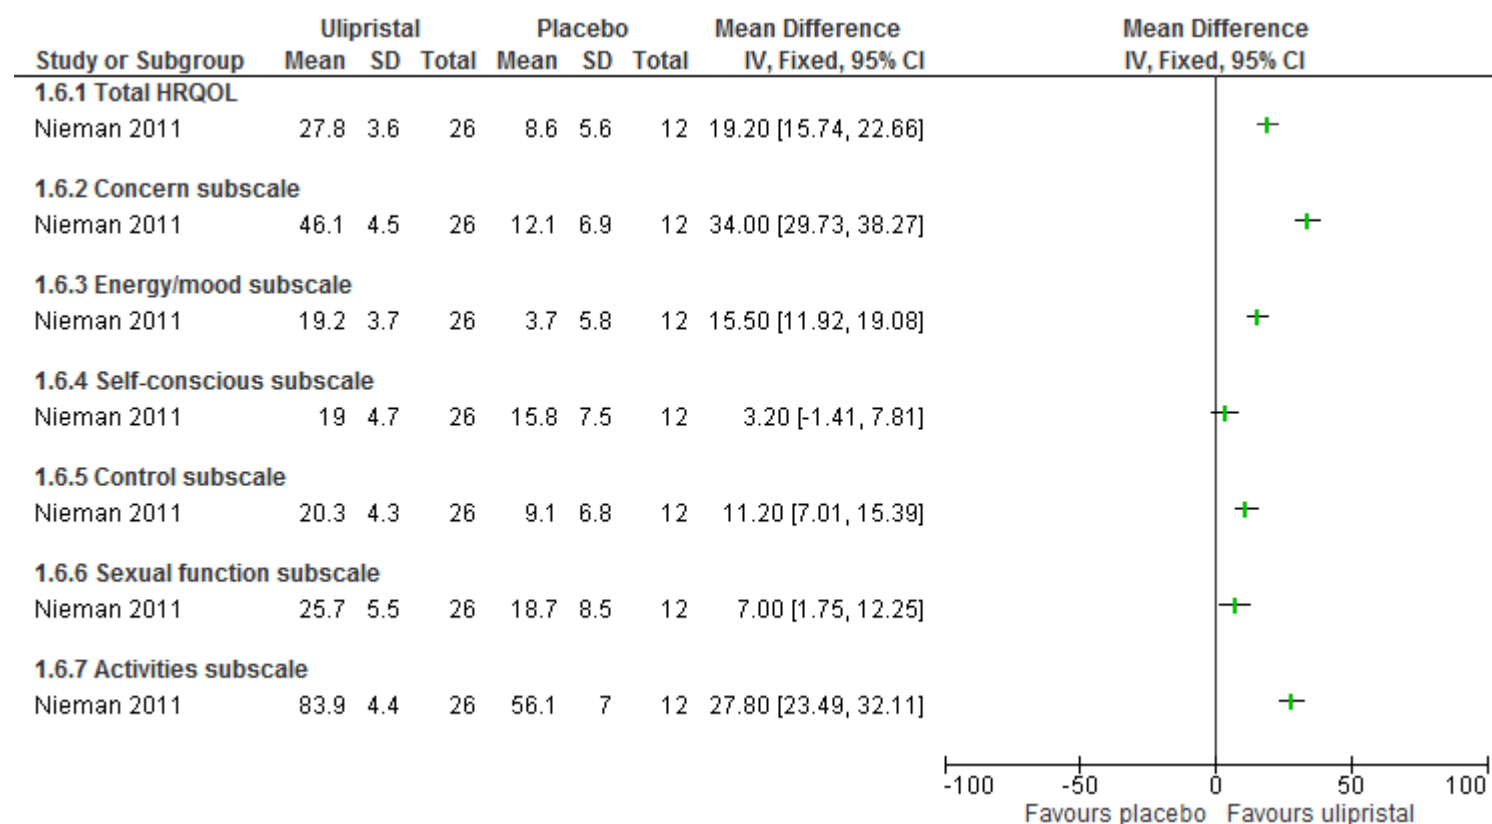 Ulipristal Placebo Mean Difference Mean Difference
Study or Subgroup Mean SD Total Mean SD Total IV, Fixed, 95% CI IV, Fixed, 95% CI
1.6.1 Total HRQOL
Nieman 2011 27.8 3.6 26 8.6 5.6 12 19.20 [15.74, 22.66]
1.6.2 Concern subscale
Nieman 2011 46.1 4.5 26 12.1 6.9 12 34.00 [29.73, 38.27]
1.6.3 Energy/mood subscale
Nieman 2011 19.2 3.7 26 3.7 5.8 12 15.50 [11.92, 19.08]
1.6.4 Self-conscious subscale
Nieman 2011 19 4.7 26 15.8 7.5 12 3.20 [-1.41, 7.81]
1.6.5 Control subscale
Nieman 2011 20.3 4.3 26 9.1 6.8 12 11.20 [7.01, 15.39]
1.6.6 Sexual function subscale
Nieman 2011 25.7 5.5 26 18.7 8.5 12 7.00 [1.75, 12.25]
1.6.7 Activities subscale
Nieman 2011 83.9 4.4 26 56.1 7 12 27.80 [23.49, 32.11]
-100 -50 0 50 100
Favours placebo Favours ulipristal